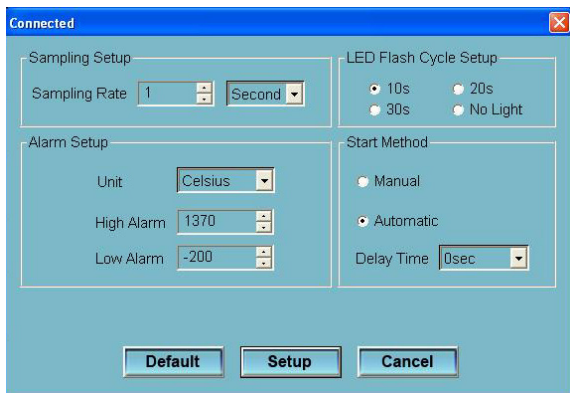 Connected
Sampling Setup
Sampling Rate 1 Second
LED Flash Cycle Setup
10s 20s
30s No Light
Alarm Setup
Unit Celsius
High Alarm 1370
Low Alarm -200
Start Method
Manual
Automatic
Delay Time 0sec
Default Setup Cancel